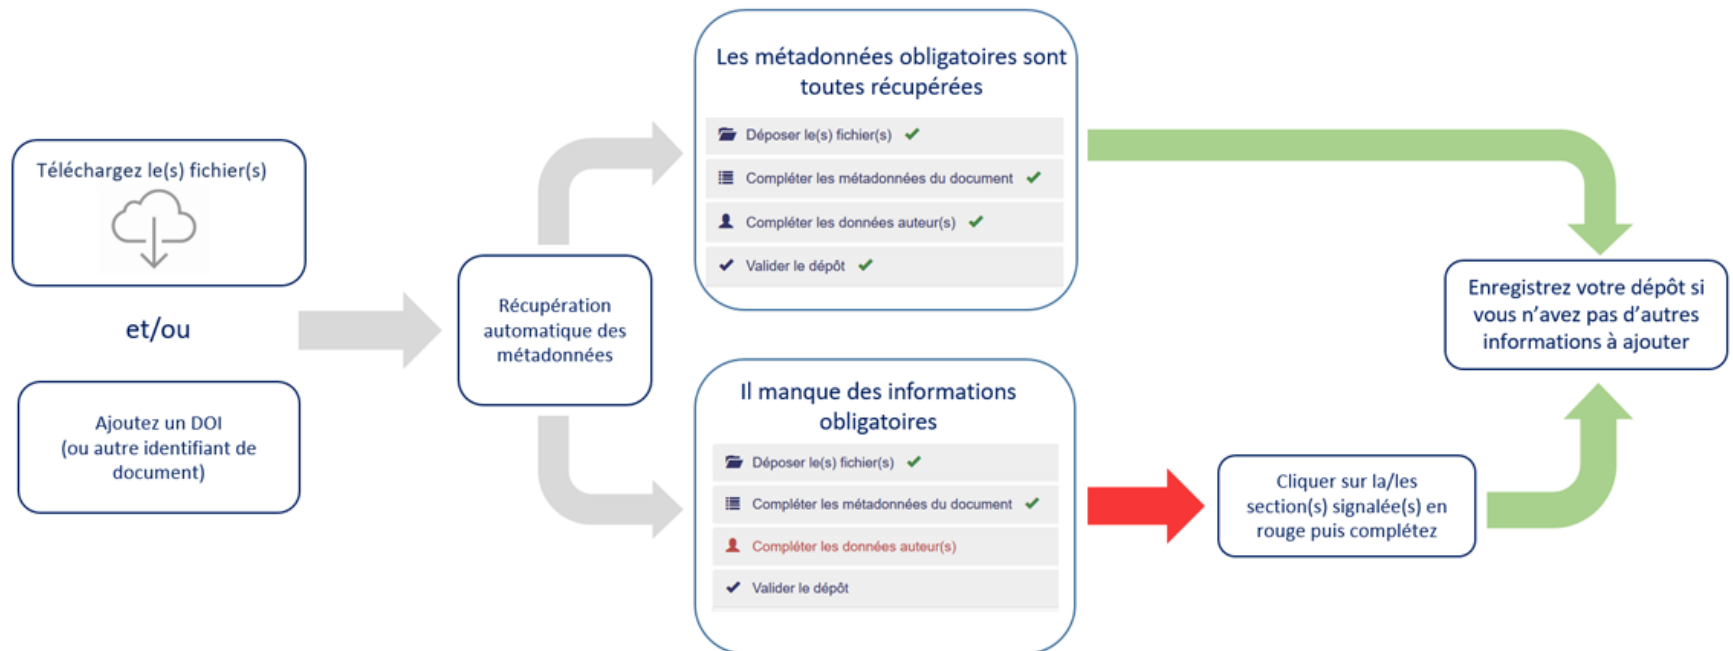 Téléchargez le(s) fichier(s)
et/ou
Ajoutez un DOI
(ou autre identifiant de
document)
Récupération
automatique des
métadonnées
Les métadonnées obligatoires sont
toutes récupérées
Déposer le(s) fichier(s)
Compléter les métadonnées du document
Compléter les données auteur(s)
Valider le dépôt
Il manque des informations
obligatoires
Déposer le(s) fichier(s)
Compléter les métadonnées du document
Compléter les données auteur(s)
Valider le dépôt
Cliquer sur la/les
section(s) signalée(s) en
rouge puis complétez
Enregistrez votre dépôt si
vous n'avez pas d'autres
informations à ajouter